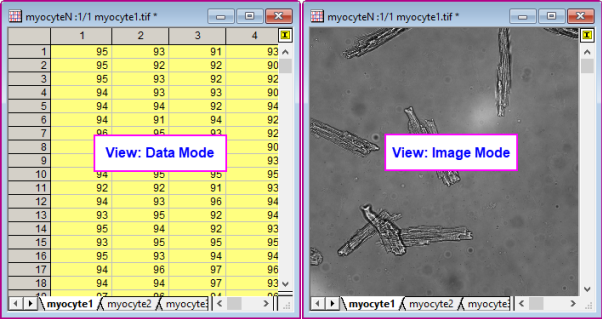 myocyteN :1/1 myocyte1.tif *
1 2 3 4
1 95 93 91 93
2 95 92 92 90
3 95 93 92 92
4 94 93 93 90
5 94 94 92 94
6 94 91 94 92
7 92
8 90
9 93
10 94 95 95 95
11 92 92 91 93
12 94 93 96 94
13 93 95 92 94
14 95 94 92 93
15 93 95 95 95
16 95 93 94 94
17 94 96 97 96
18 94 94 97 93
View: Data Mode
myocyte1 myocyte2 myocyte
myocyteN :1/1 myocyte1.tif *
View: Image Mode
myocyte1 myocyte2 myocyte